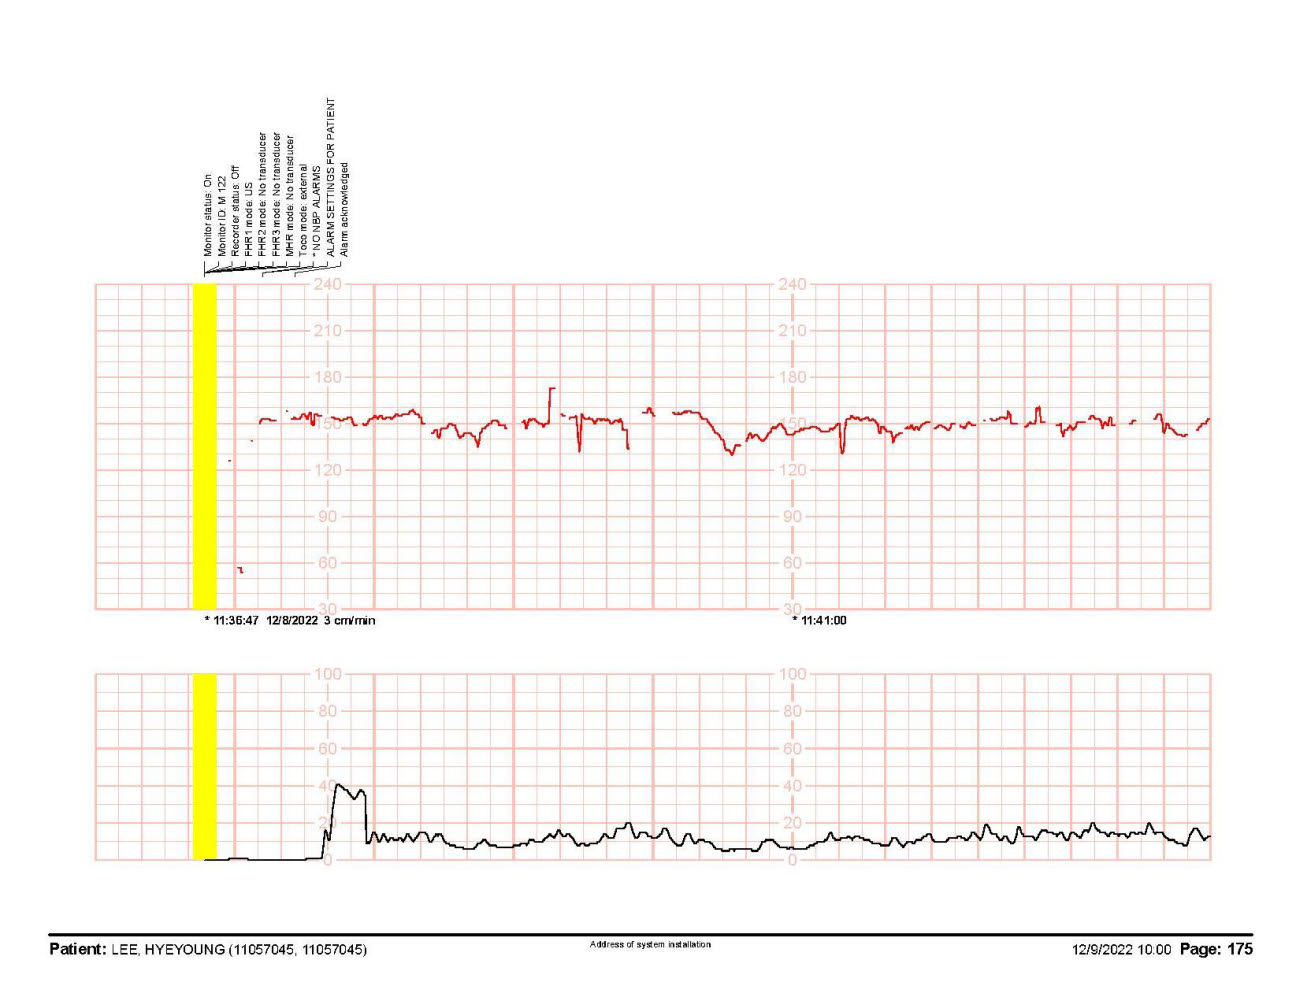 Monitor status: On
Monitor ID: M 122
Recorder status: Off
FHR1 mode: US
FHR2 mode: No transducer
FHR3 mode: No transducer
MHR mode: No transducer
Toco mode: external
* NO NBP ALARMS
ALARM SETTINGS FOR PATIENT
Alarm acknowledged
240 240
210 210
180 180
150 150
120 120
90 90
60 60
30 30
* 11:36:47 12/8/2022 3 cm/min * 11:41:00
100 100
80 80
60 60
40 40
20 20
0 0
Patient: LEE, HYEYOUNG (11057045, 11057045) Address of system installation 12/9/2022 10:00 Page: 175